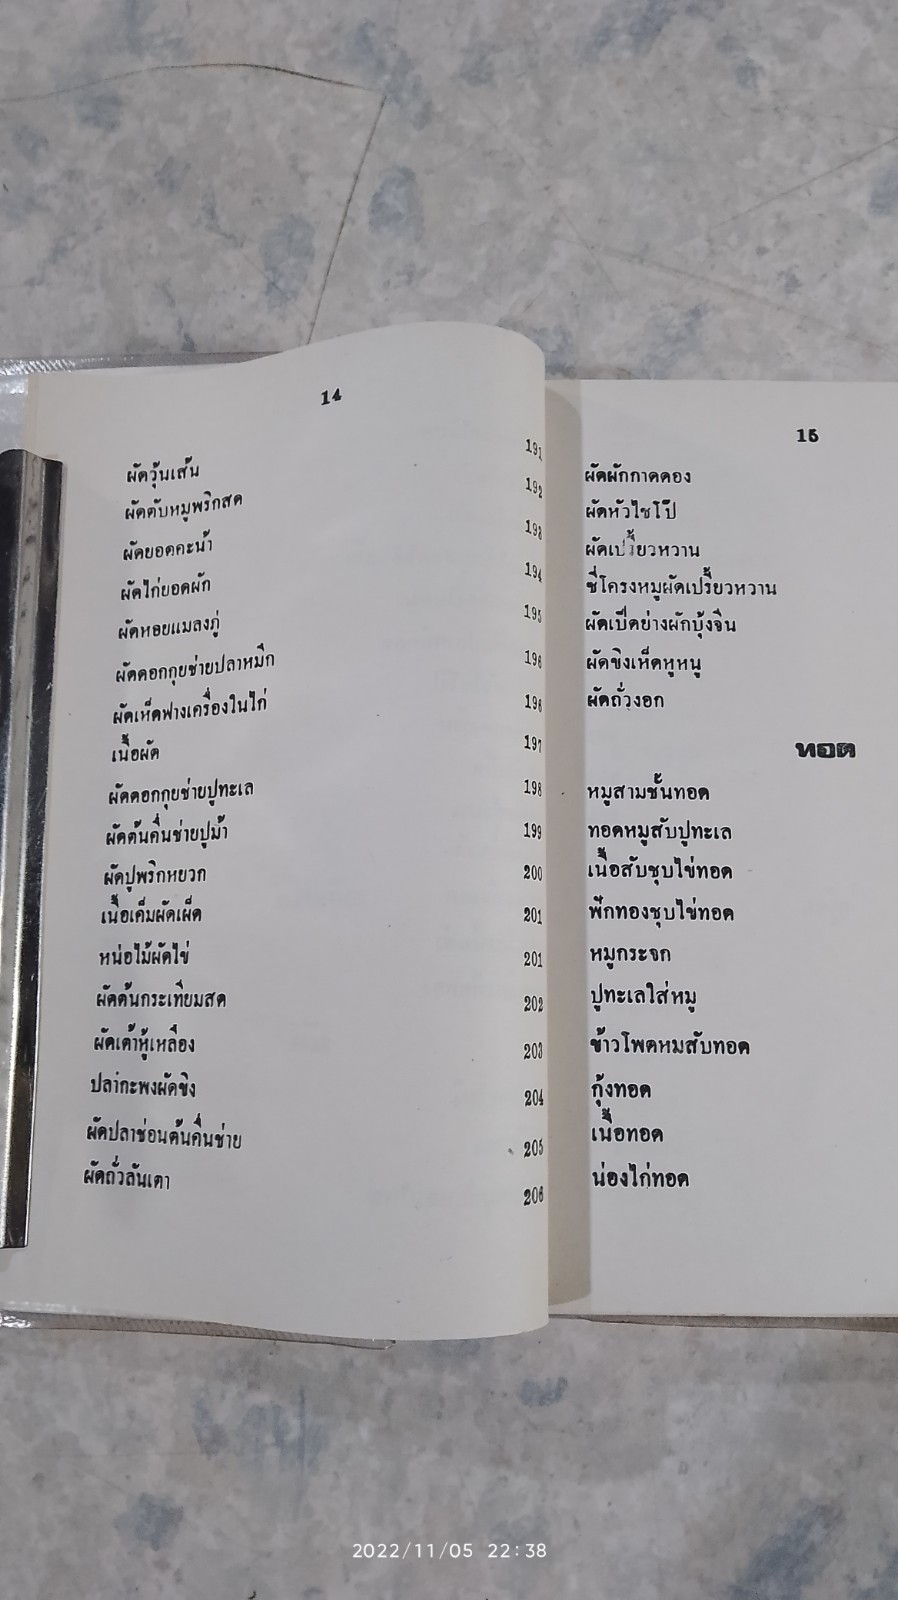 14
ผัดวุ้นเส้น 191
ผัดตับหมูพริกสด 192
ผัดยอดคะน้า 193
ผัดไก่ยอดผัก 194
ผัดหอยแมลงภู่ 195
ผัดดอกกุยช่ายปลาหมึก 196
ผัดเห็ดฟางเครื่องในไก่ 196
เนื้อผัด 197
ผัดดอกกุยช่ายปูทะเล 198
ผัดต้นคื่นช่ายปูม้า 199
ผัดปูพริกหยวก 200
เนื้อเค็มผัดเผ็ด 201
หน่อไม้ผัดไข่ 201
ผัดต้นกระเทียมสด 202
ผัดเต้าหู้เหลือง 203
ปลากะพงผัดขิง 204
ผัดปลาช่อนต้นคื่นช่าย 205
ผัดถั่วลันเตา 206
15
ผัดผักกาดดอง
ผัดหัวไชโป๊
ผัดเปรี้ยวหวาน
ซี่โครงหมูผัดเปรี้ยวหวาน
ผัดเป็ดย่างผักบุ้งจีน
ผัดขิงเห็ดหูหนู
ผัดถั่วงอก
ทอด
หมูสามชั้นทอด
ทอดหมูสับปูทะเล
เนื้อสับชุบไข่ทอด
ฟักทองชุบไข่ทอด
หมูกระจก
ปูทะเลใส่หมู
ข้าวโพดหมสับทอด
กุ้งทอด
เนื้อทอด
น่องไก่ทอด
2022/11/05 22:38